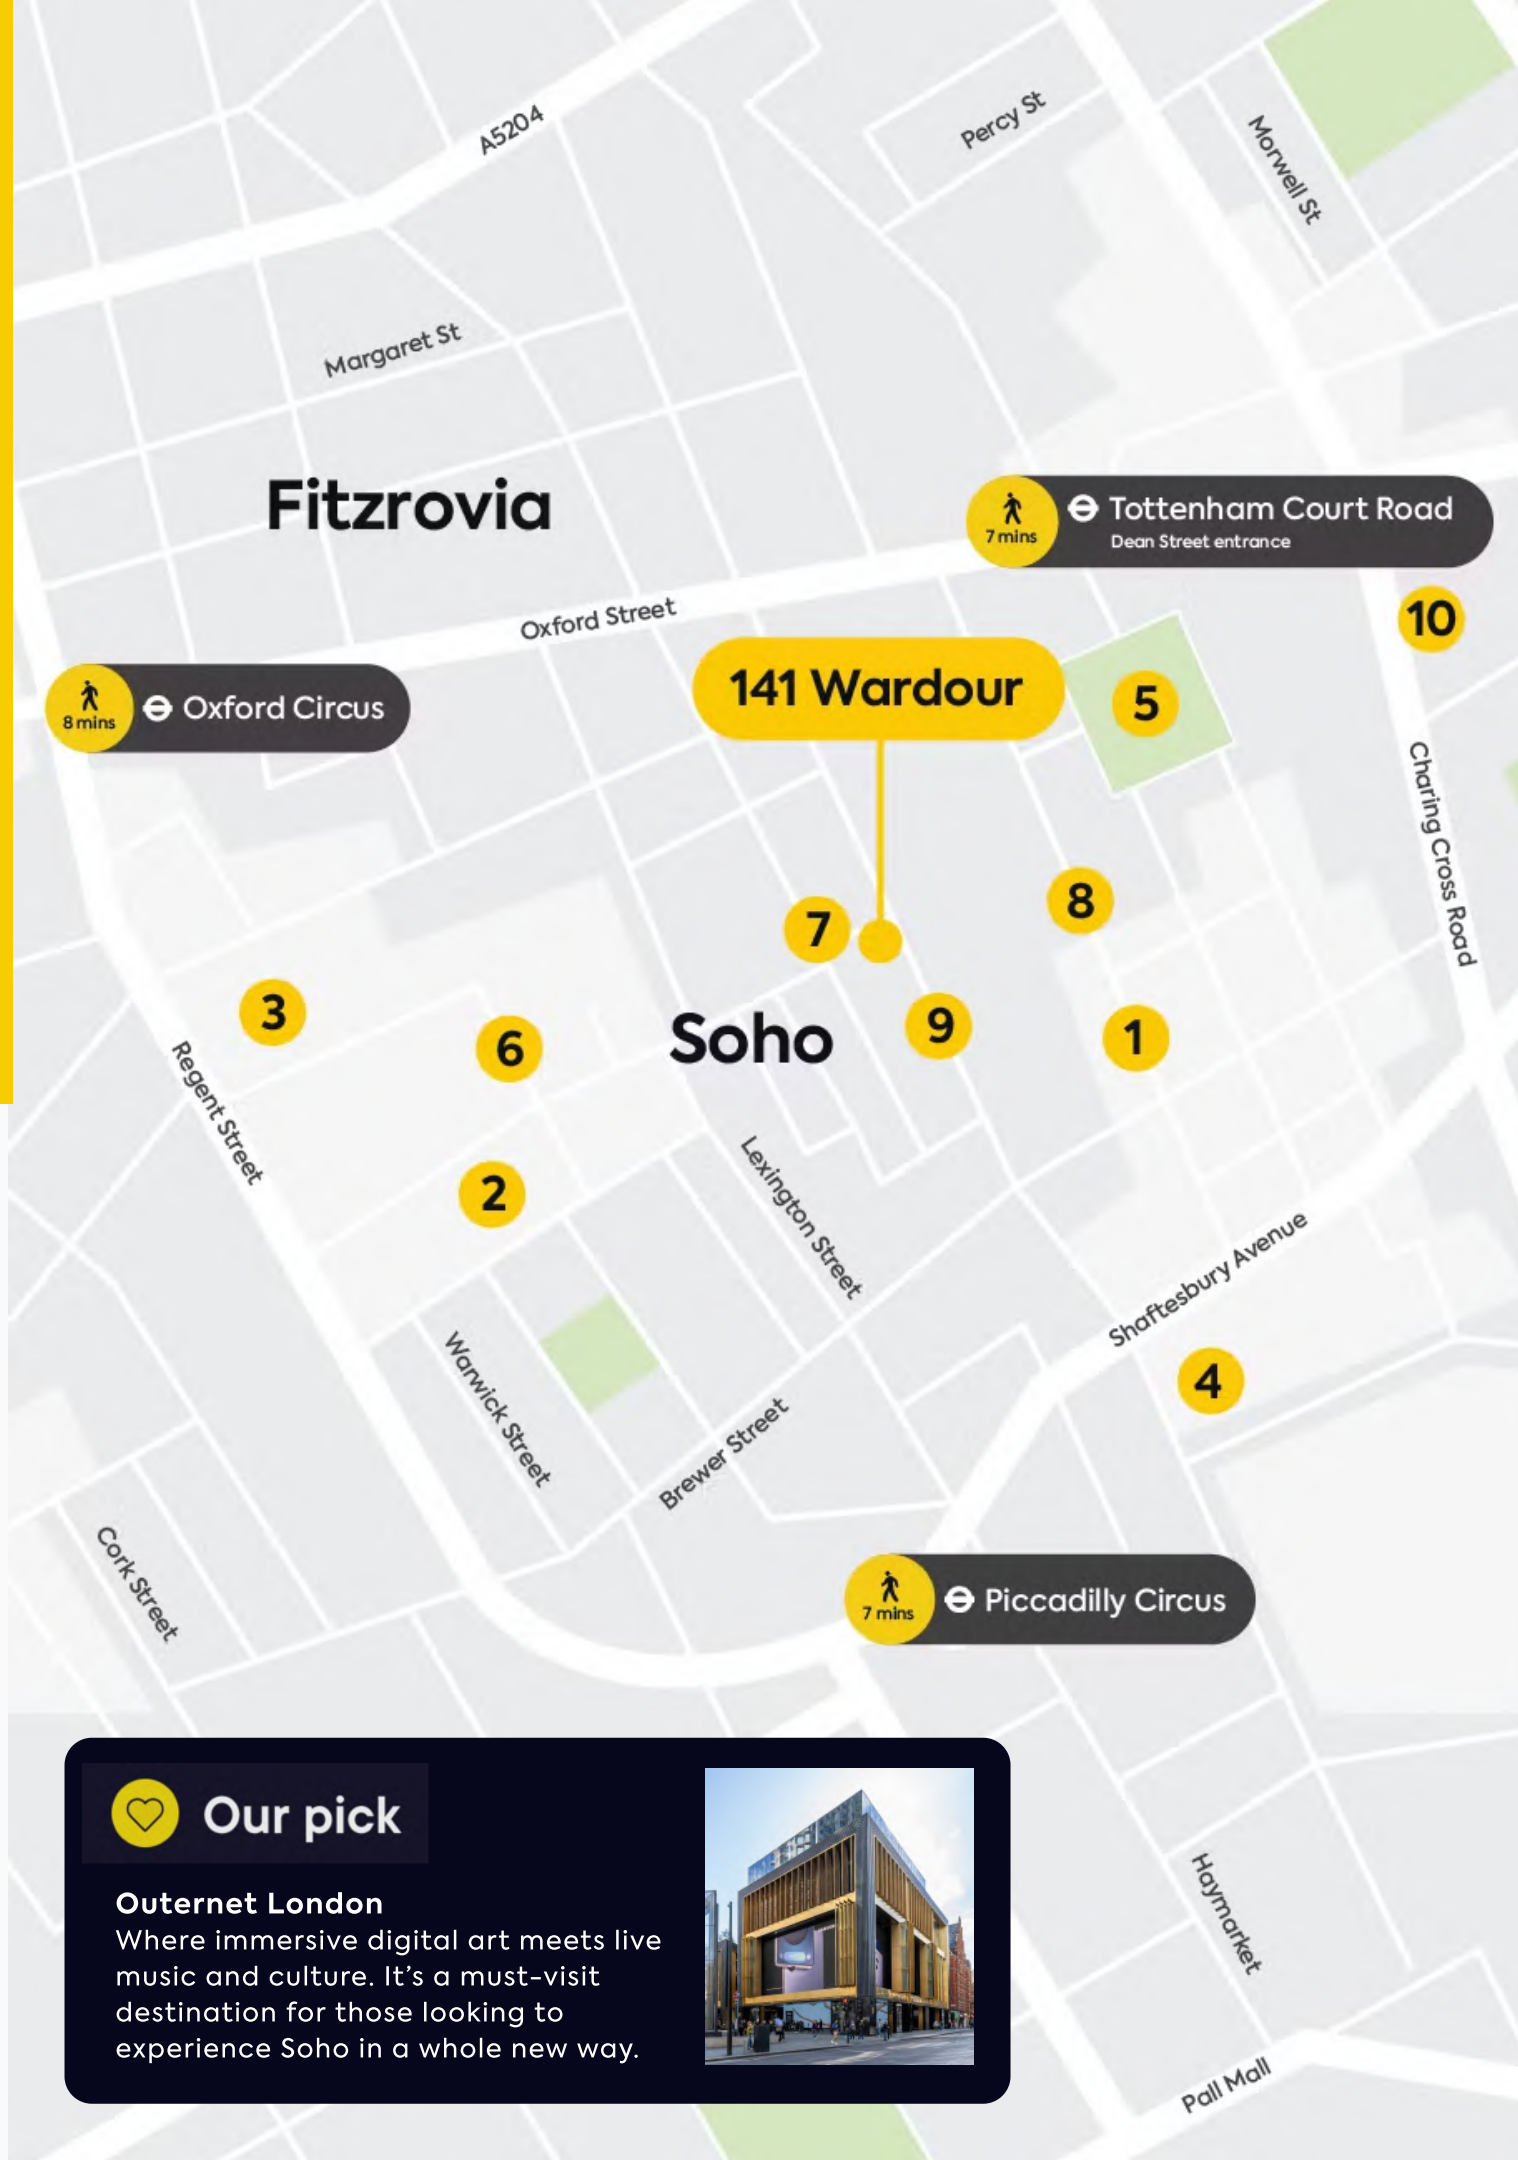 A5204
Percy St
Morwell St
Margaret St
Fitzrovia
7 mins
Tottenham Court Road
Dean Street entrance
10
Oxford Street
141 Wardour
5
8 mins
Oxford Circus
Charing Cross Road
8
7
3
6
Soho
9
1
Regent Street
2
Lexington Street
Shaftesbury Avenue
4
Warwick Street
Brewer Street
Cork Street
7 mins
Piccadilly Circus
Our pick
Outernet London
Where immersive digital art meets live
music and culture. It's a must-visit
destination for those looking to
experience Soho in a whole new way.
Haymarket
Pall Mall